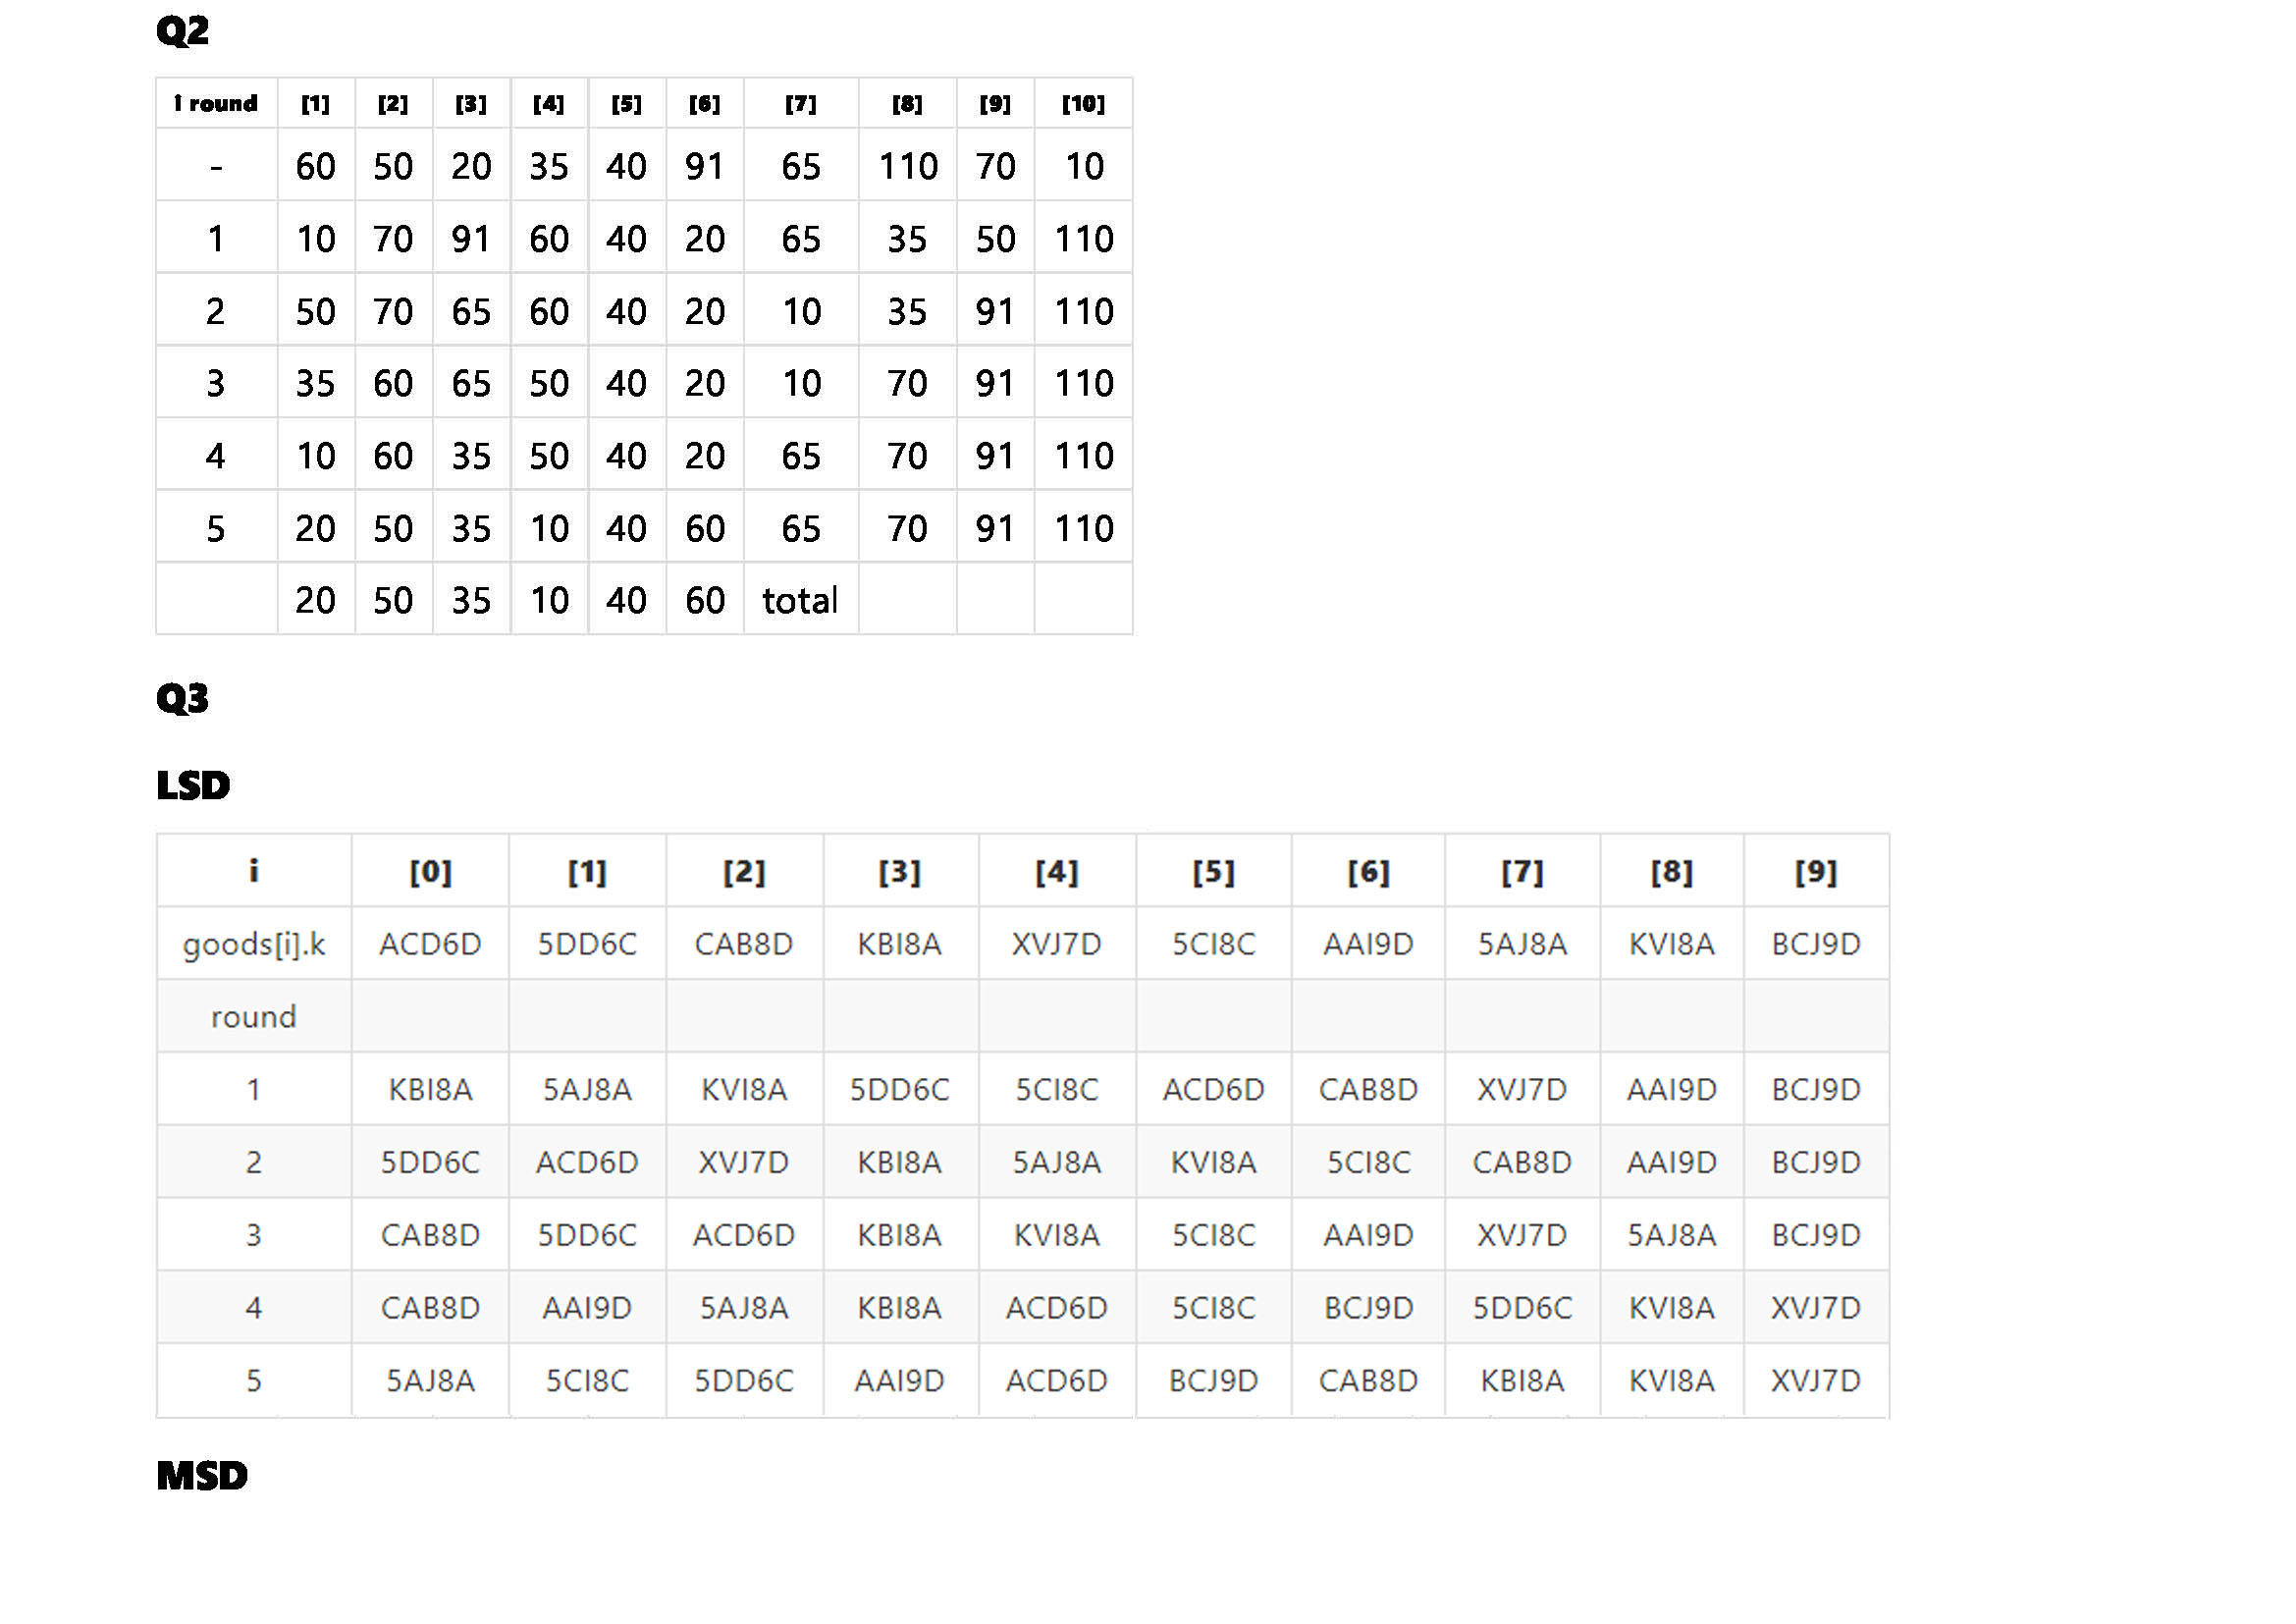 Q2
i round [1] [2] [3] [4] [5] [6] [7] [8] [9] [10]
- 60 50 20 35 40 91 65 110 70 10
1 10 70 91 60 40 20 65 35 50 110
2 50 70 65 60 40 20 10 35 91 110
3 35 60 65 50 40 20 10 70 91 110
4 10 60 35 50 40 20 65 70 91 110
5 20 50 35 10 40 60 65 70 91 110
20 50 35 10 40 60 total
Q3
LSD
i [0] [1] [2] [3] [4] [5] [6] [7] [8] [9]
goods[i].k ACD6D 5DD6C CAB8D KBI8A XVJ7D 5CI8C AAI9D 5AJ8A KVI8A BCJ9D
round
1 KBI8A 5AJ8A KVI8A 5DD6C 5CI8C ACD6D CAB8D XVJ7D AAI9D BCJ9D
2 5DD6C ACD6D XVJ7D KBI8A 5AJ8A KVI8A 5CI8C CAB8D AAI9D BCJ9D
3 CAB8D 5DD6C ACD6D KBI8A KVI8A 5CI8C AAI9D XVJ7D 5AJ8A BCJ9D
4 CAB8D AAI9D 5AJ8A KBI8A ACD6D 5CI8C BCJ9D 5DD6C KVI8A XVJ7D
5 5AJ8A 5CI8C 5DD6C AAI9D ACD6D BCJ9D CAB8D KBI8A KVI8A XVJ7D
MSD